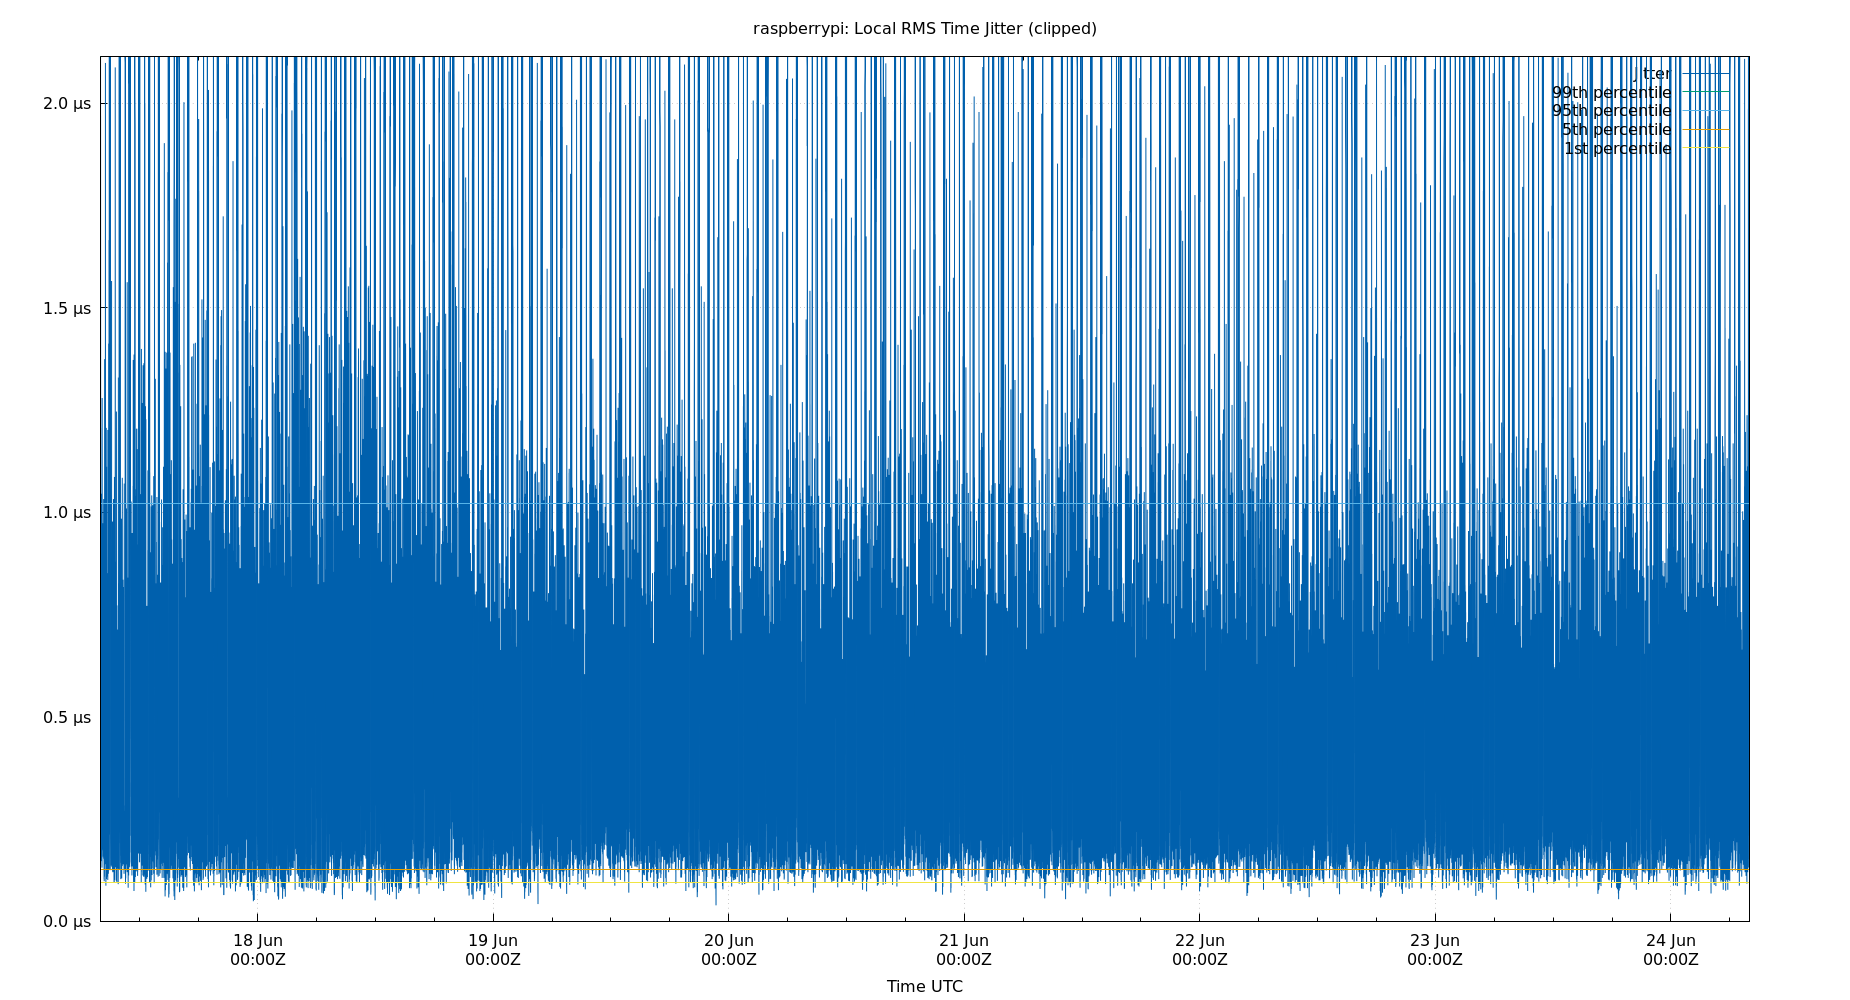 raspberrypi: Local RMS Time Jitter (clipped)
Jitter
99th percentile
95th percentile
5th percentile
1st percentile
2.0 µs
1.5 µs
1.0 µs
0.5 µs
0.0 µs
18 Jun 19 Jun 20 Jun 21 Jun 22 Jun 23 Jun 24 Jun
00:00Z 00:00Z 00:00Z 00:00Z 00:00Z 00:00Z 00:00Z
Time UTC